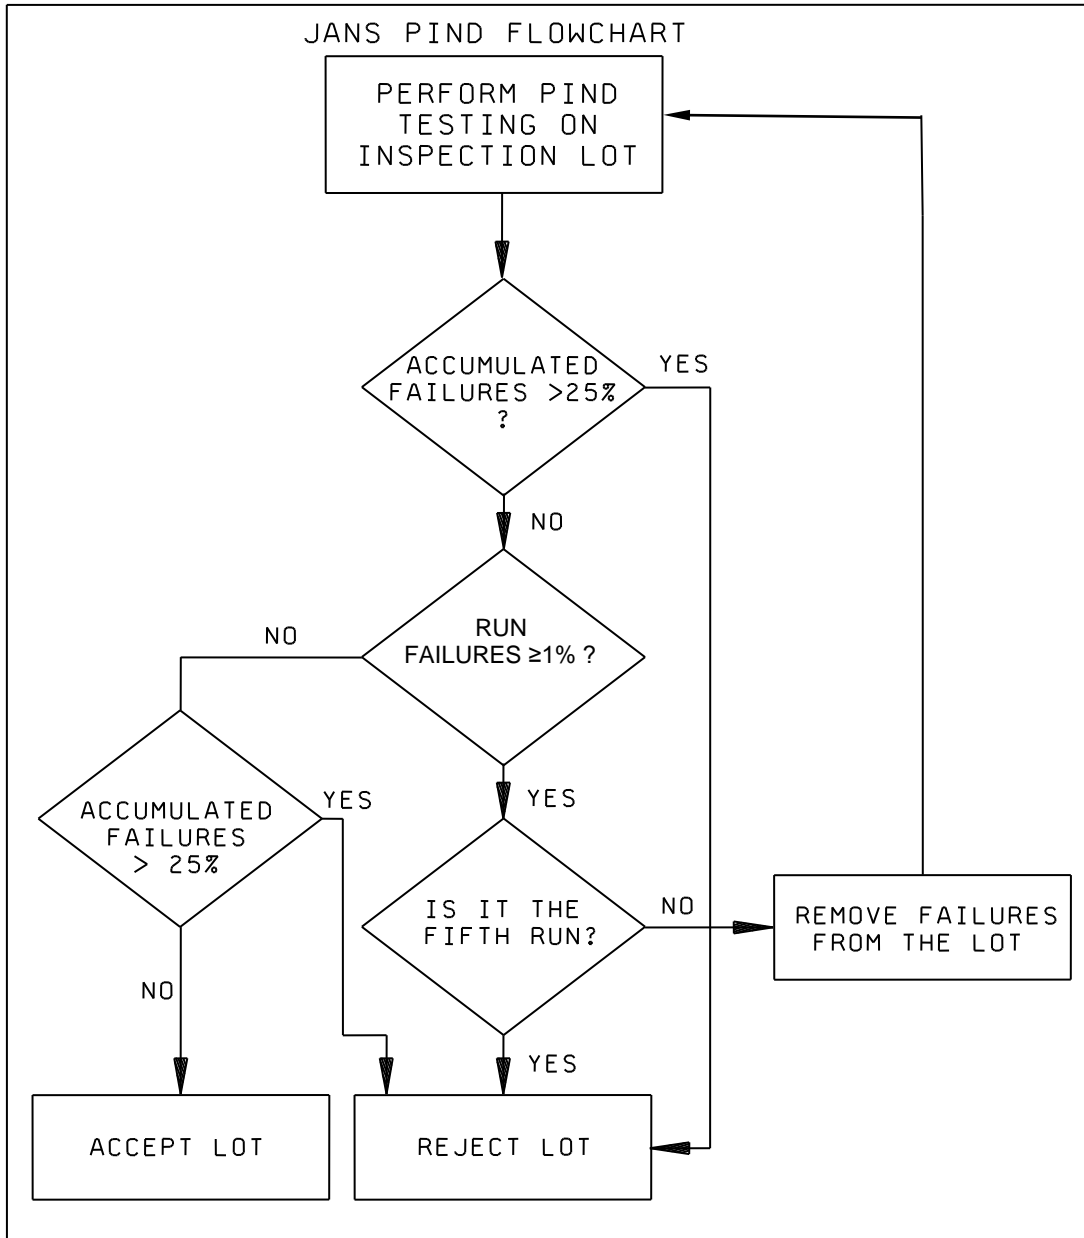 JANS PIND FLOWCHART
PERFORM PIND
TESTING ON
INSPECTION LOT
ACCUMULATED
FAILURES >25%
?
YES
NO
RUN
FAILURES ≥1% ?
NO
YES
ACCUMULATED
FAILURES
> 25%
YES
NO
IS IT THE
FIFTH RUN?
NO
YES
REMOVE FAILURES
FROM THE LOT
ACCEPT LOT
REJECT LOT